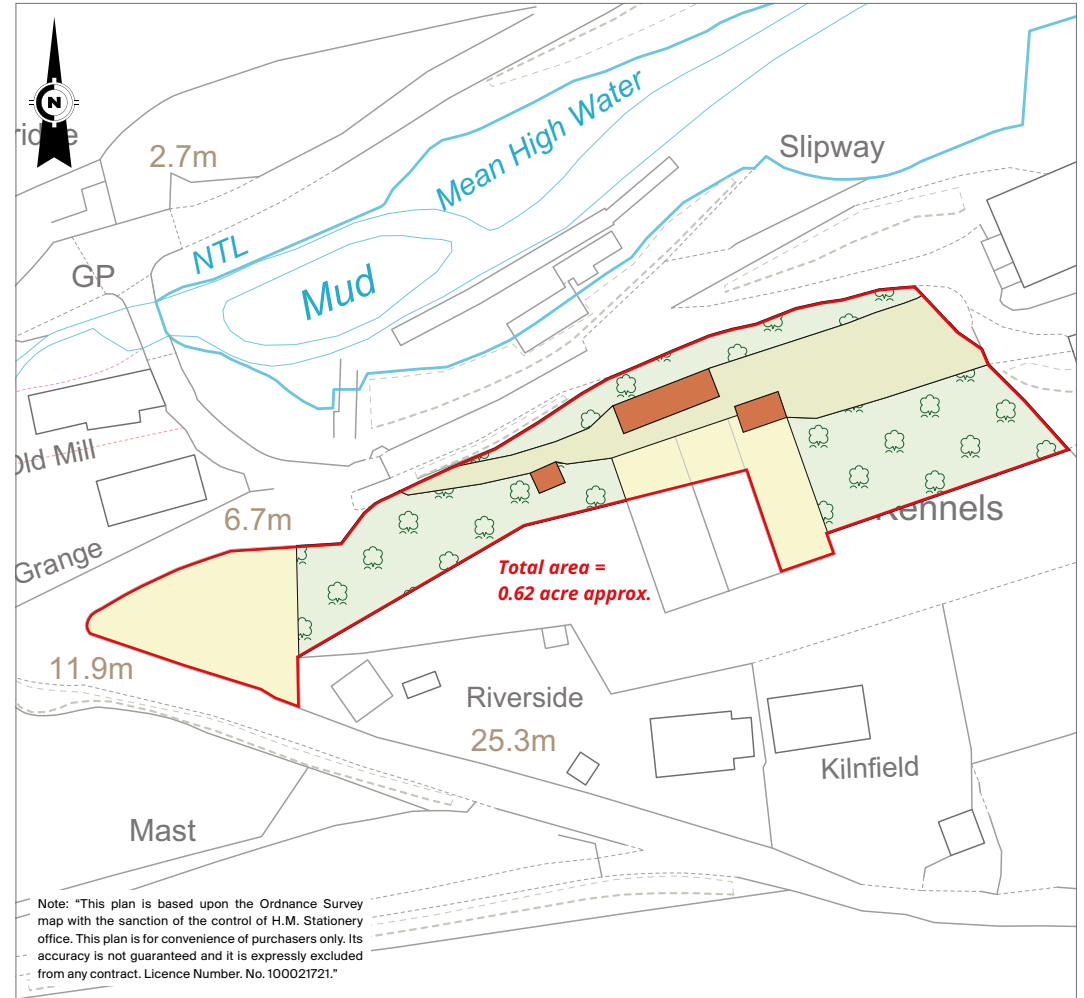 N
2.7m
Mean High Water
Slipway
NTL
GP
Mud
Old Mill
6.7m
Kennels
Grange
Total area =
0.62 acre approx.
11.9m
Riverside
25.3m
Kilnfield
Mast
Note: “This plan is based upon the Ordnance Survey
map with the sanction of the control of H.M. Stationery
office. This plan is for convenience of purchasers only. Its
accuracy is not guaranteed and it is expressly excluded
from any contract. Licence Number. No. 100021721.”